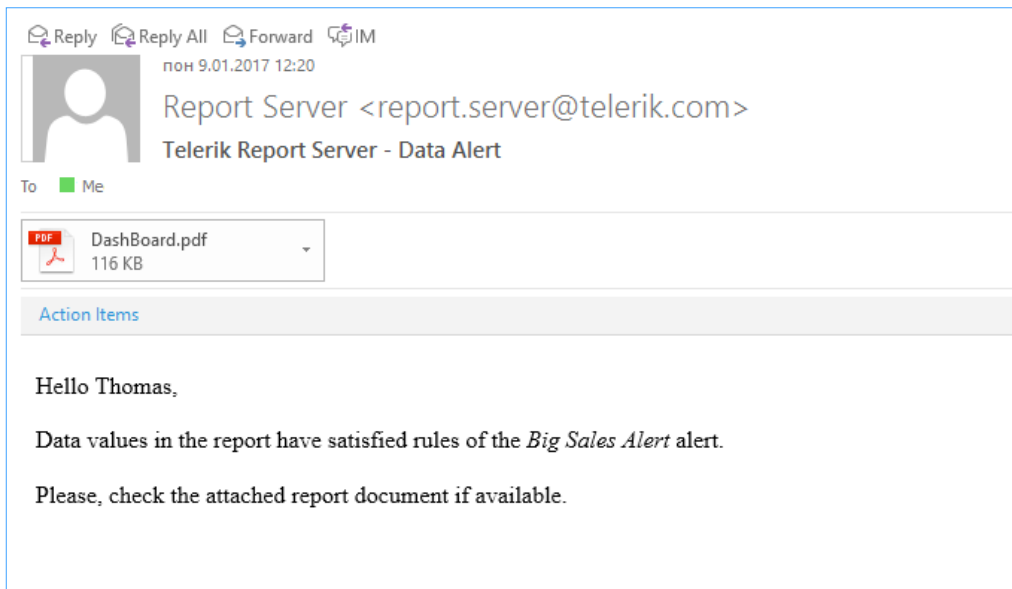 Reply Reply All Forward IM
пон 9.01.2017 12:20
Report Server <report.server@telerik.com>
Telerik Report Server - Data Alert
To Me
PDF DashBoard.pdf
116 KB
Action Items
Hello Thomas,
Data values in the report have satisfied rules of the Big Sales Alert alert.
Please, check the attached report document if available.